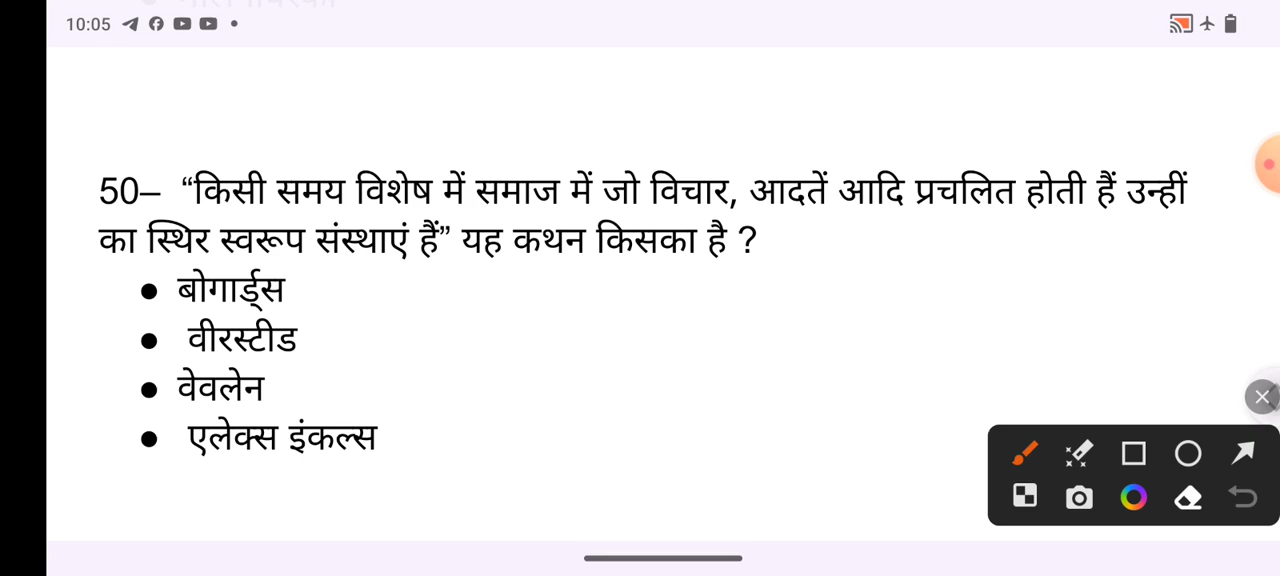 10:05
50– “किसी समय विशेष में समाज में जो विचार, आदतें आदि प्रचलित होती हैं उन्हीं
का स्थिर स्वरूप संस्थाएं हैं” यह कथन किसका है ?
● बोगार्ड्स
● वीरस्टीड
● वेवलेन
● एलेक्स इंकल्स